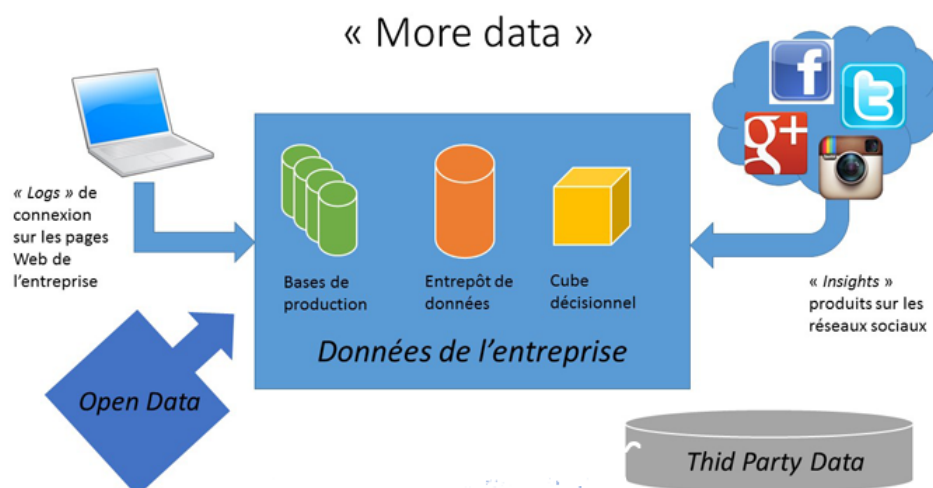 « More data »
« Logs » de
connexion
sur les pages
Web de
l’entreprise
f
t
g+
Bases de
production
Entrepôt de
données
Cube
décisionnel
Données de l’entreprise
« Insights »
produits sur les
réseaux sociaux
Open Data
Thid Party Data